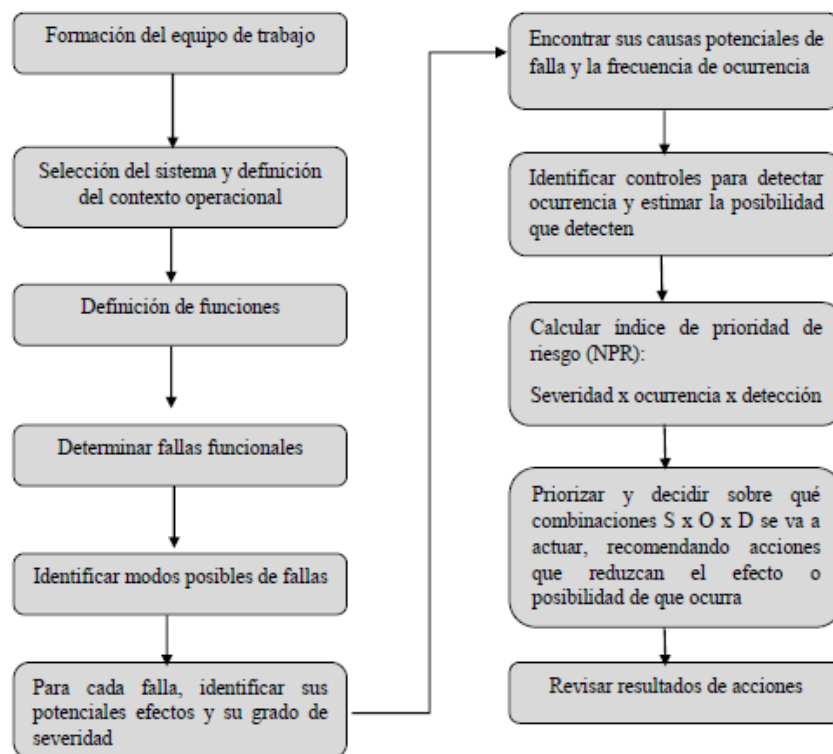 Formación del equipo de trabajo
Selección del sistema y definición
del contexto operacional
Definición de funciones
Determinar fallas funcionales
Identificar modos posibles de fallas
Para cada falla, identificar sus
potenciales efectos y su grado de
severidad
Encontrar sus causas potenciales de
falla y la frecuencia de ocurrencia
Identificar controles para detectar
ocurrencia y estimar la posibilidad
que detecten
Calcular índice de prioridad de
riesgo (NPR):
Severidad x ocurrencia x detección
Priorizar y decidir sobre qué
combinaciones S x O x D se va a
actuar, recomendando acciones
que reduzcan el efecto o
posibilidad de que ocurra
Revisar resultados de acciones